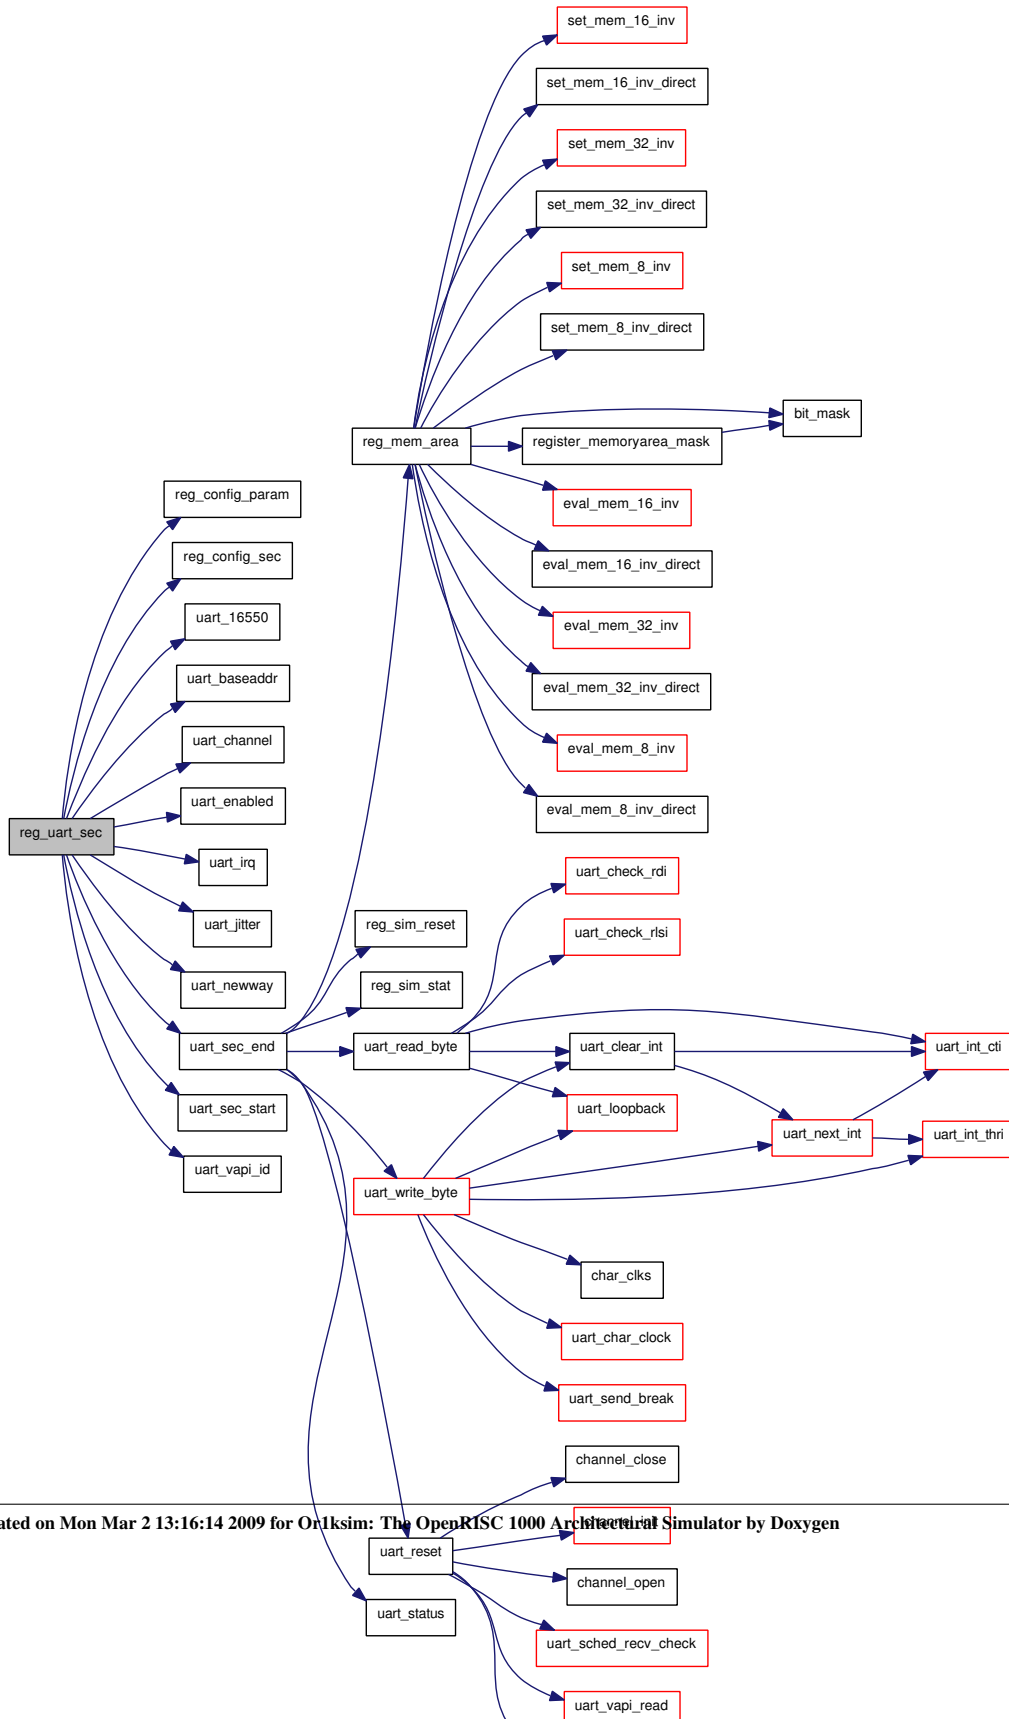 set_mem_16_inv
set_mem_16_inv_direct
set_mem_32_inv
set_mem_32_inv_direct
set_mem_8_inv
set_mem_8_inv_direct
bit_mask
reg_mem_area
register_memoryarea_mask
reg_config_param
eval_mem_16_inv
reg_config_sec
eval_mem_16_inv_direct
uart_16550
eval_mem_32_inv
uart_baseaddr
eval_mem_32_inv_direct
uart_channel
eval_mem_8_inv
uart_enabled
eval_mem_8_inv_direct
reg_uart_sec
uart_irq
uart_check_rdi
uart_jitter
reg_sim_reset
uart_check_rlsi
uart_newway
reg_sim_stat
uart_sec_end
uart_read_byte
uart_clear_int
uart_int_cti
uart_sec_start
uart_loopback
uart_next_int
uart_int_thri
uart_vapi_id
uart_write_byte
char_clks
uart_char_clock
uart_send_break
channel_close
channel_init
ated on Mon Mar 2 13:16:14 2009 for Or1ksim: The OpenRISC 1000 Architectural Simulator by Doxygen
uart_reset
channel_open
uart_status
uart_sched_recv_check
uart_vapi_read